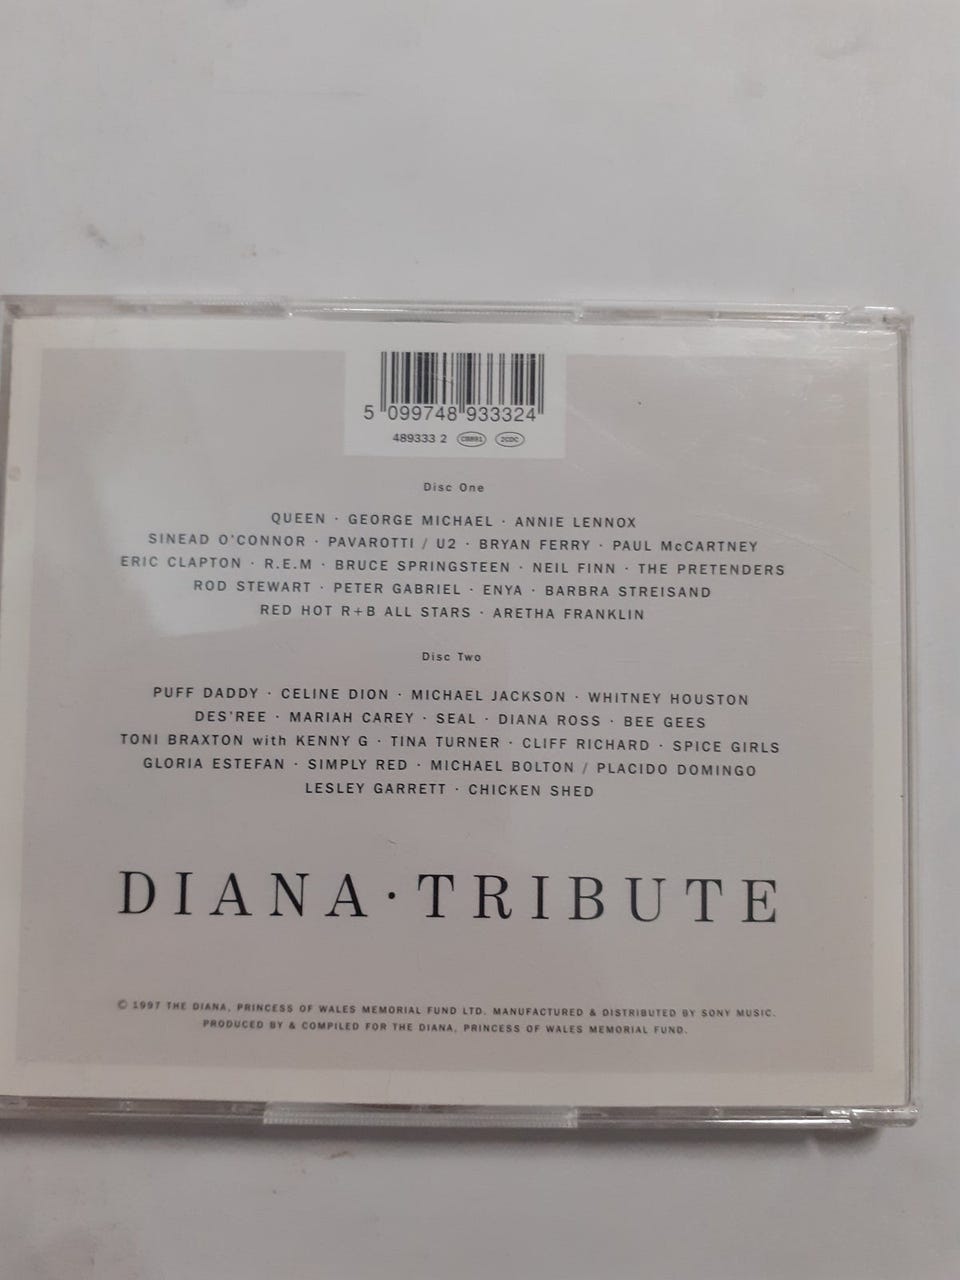 5 099748 933324
489333 2 CB891 2CDC
Disc One
QUEEN · GEORGE MICHAEL · ANNIE LENNOX
SINEAD O'CONNOR · PAVAROTTI / U2 · BRYAN FERRY · PAUL McCARTNEY
ERIC CLAPTON · R.E.M · BRUCE SPRINGSTEEN · NEIL FINN · THE PRETENDERS
ROD STEWART · PETER GABRIEL · ENYA · BARBRA STREISAND
RED HOT R+B ALL STARS · ARETHA FRANKLIN
Disc Two
PUFF DADDY · CELINE DION · MICHAEL JACKSON · WHITNEY HOUSTON
DES'REE · MARIAH CAREY · SEAL · DIANA ROSS · BEE GEES
TONI BRAXTON with KENNY G · TINA TURNER · CLIFF RICHARD · SPICE GIRLS
GLORIA ESTEFAN · SIMPLY RED · MICHAEL BOLTON / PLACIDO DOMINGO
LESLEY GARRETT · CHICKEN SHED
DIANA · TRIBUTE
© 1997 THE DIANA, PRINCESS OF WALES MEMORIAL FUND LTD. MANUFACTURED & DISTRIBUTED BY SONY MUSIC.
PRODUCED BY & COMPILED FOR THE DIANA, PRINCESS OF WALES MEMORIAL FUND.